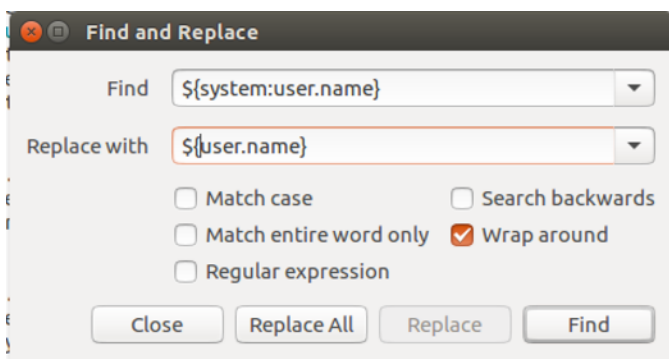 Find and Replace
Find ${system:user.name}
Replace with ${user.name}
Match case Search backwards
Match entire word only Wrap around
Regular expression
Close Replace All Replace Find